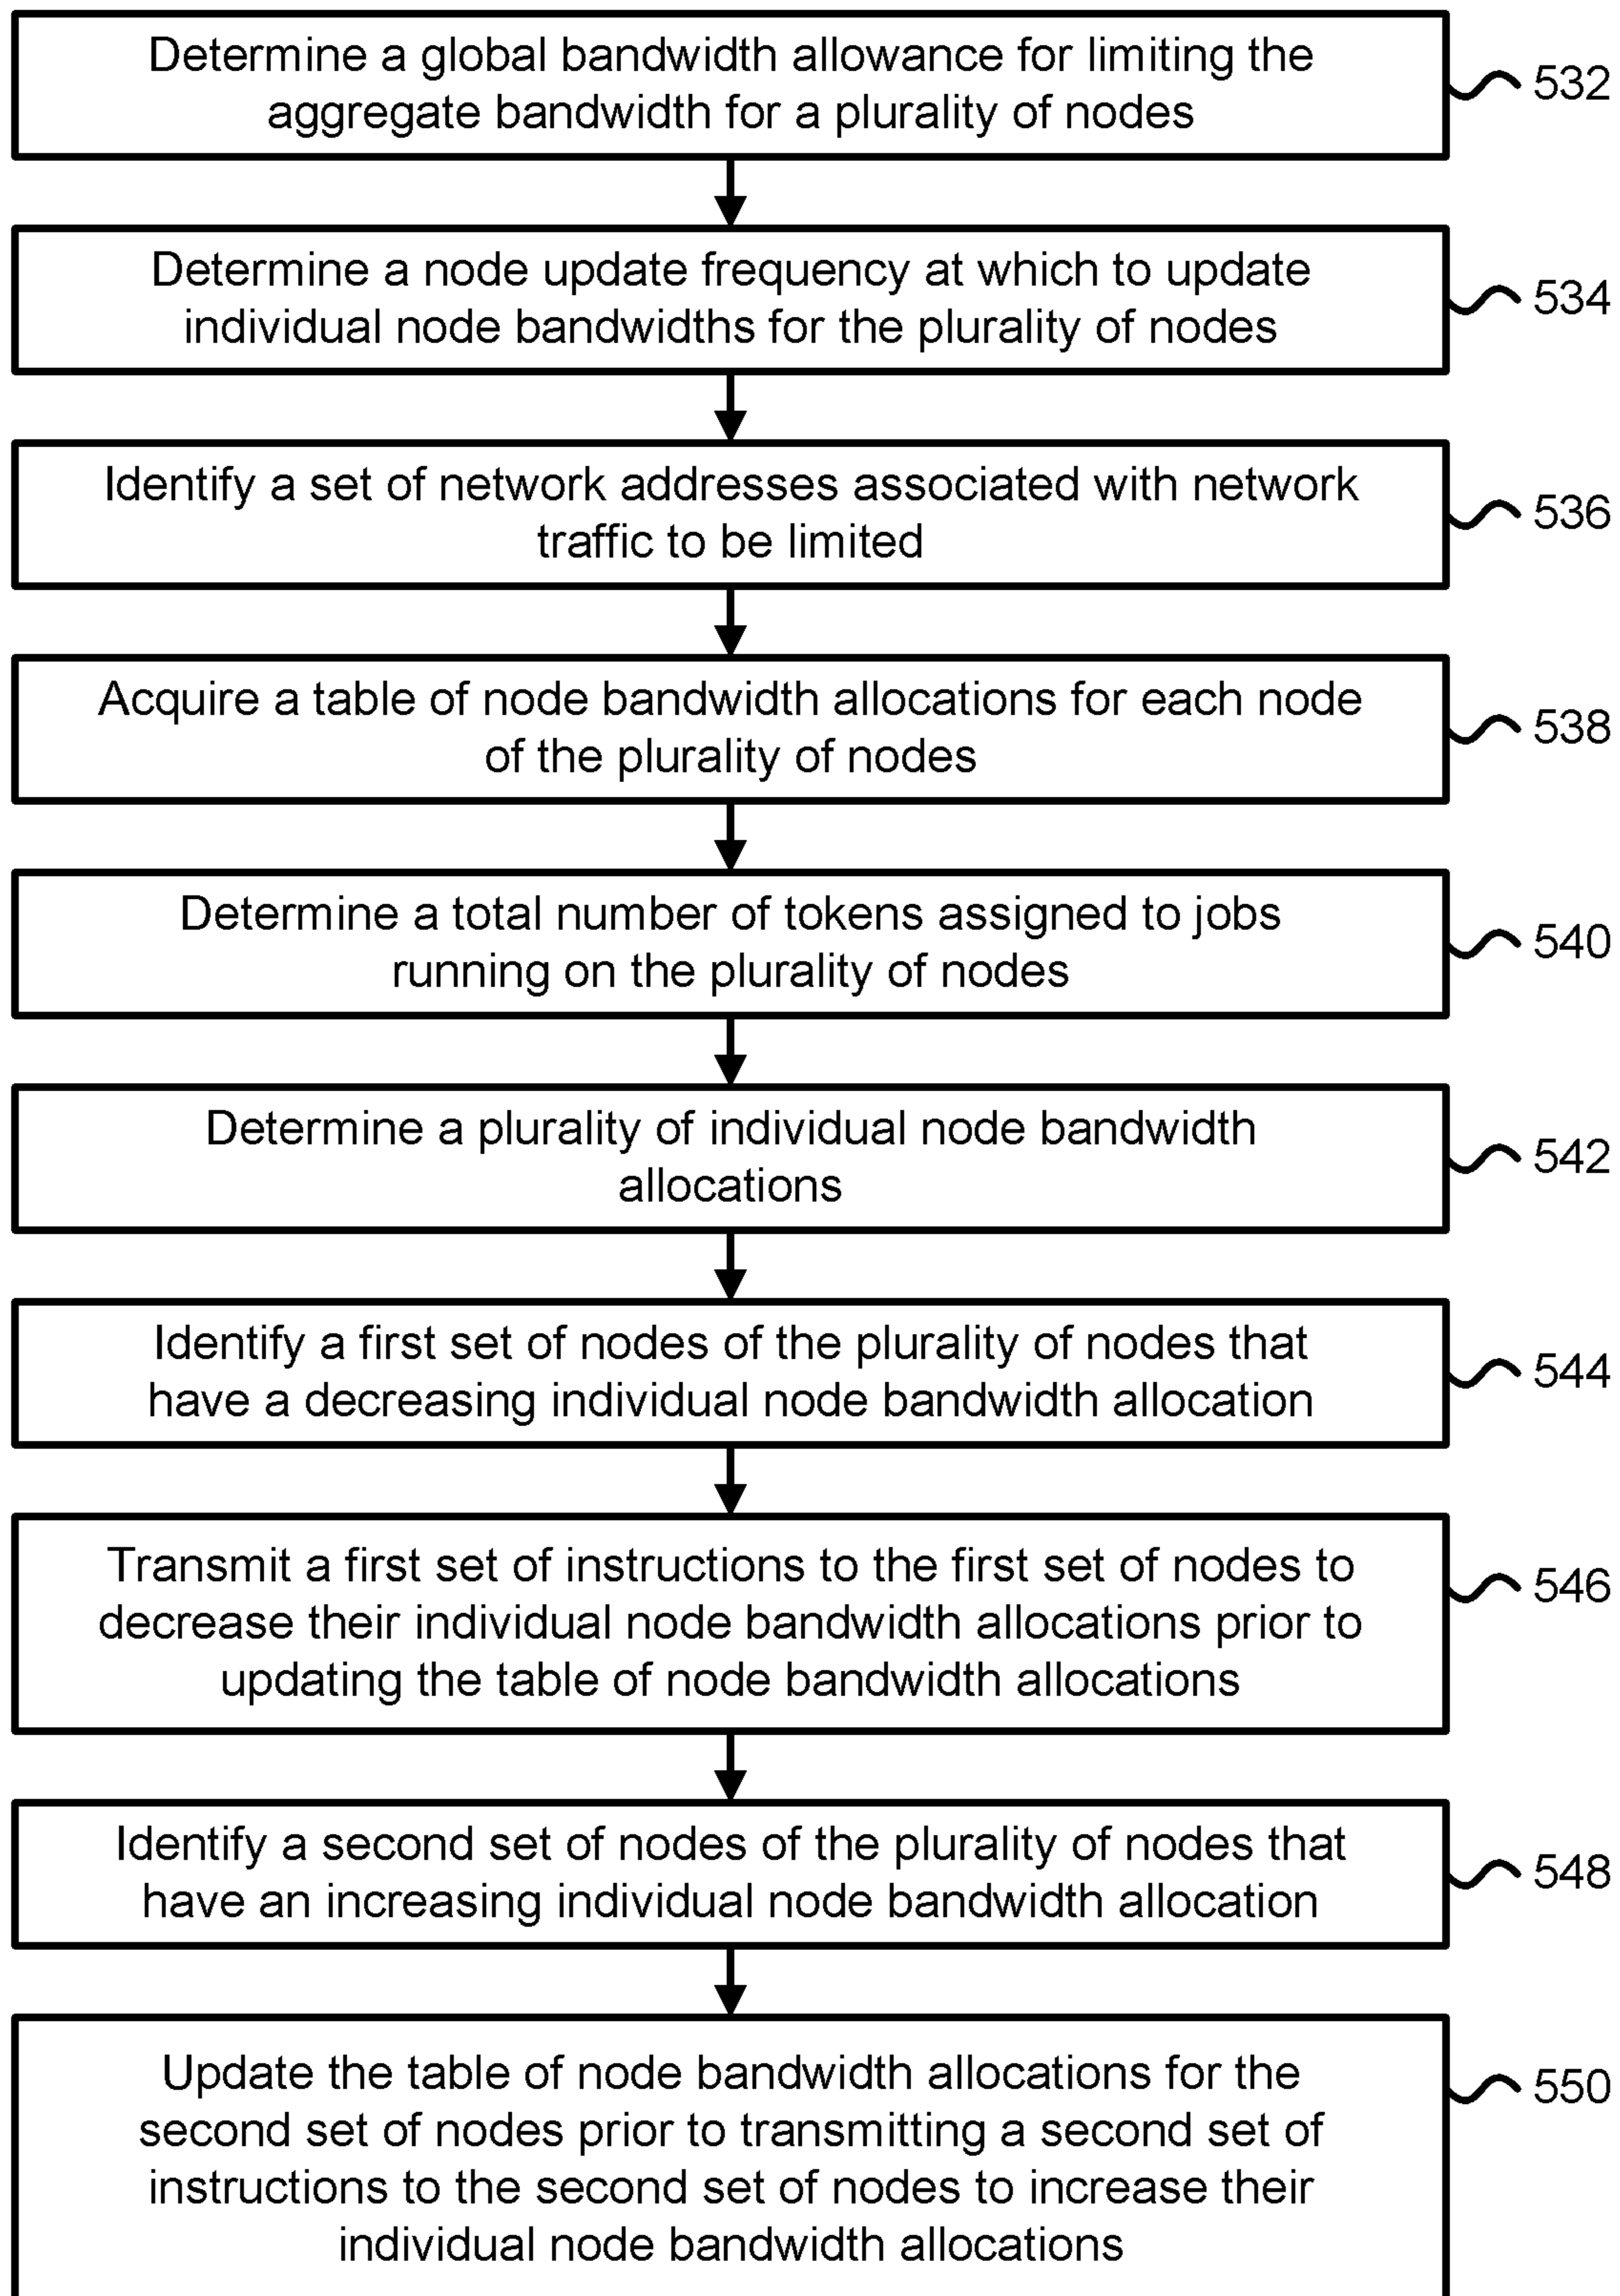 Determine a global bandwidth allowance for limiting the
aggregate bandwidth for a plurality of nodes
532
Determine a node update frequency at which to update
individual node bandwidths for the plurality of nodes
534
Identify a set of network addresses associated with network
traffic to be limited
536
Acquire a table of node bandwidth allocations for each node
of the plurality of nodes
538
Determine a total number of tokens assigned to jobs
running on the plurality of nodes
540
Determine a plurality of individual node bandwidth
allocations
542
Identify a first set of nodes of the plurality of nodes that
have a decreasing individual node bandwidth allocation
544
Transmit a first set of instructions to the first set of nodes to
decrease their individual node bandwidth allocations prior to
updating the table of node bandwidth allocations
546
Identify a second set of nodes of the plurality of nodes that
have an increasing individual node bandwidth allocation
548
Update the table of node bandwidth allocations for the
second set of nodes prior to transmitting a second set of
instructions to the second set of nodes to increase their
individual node bandwidth allocations
550